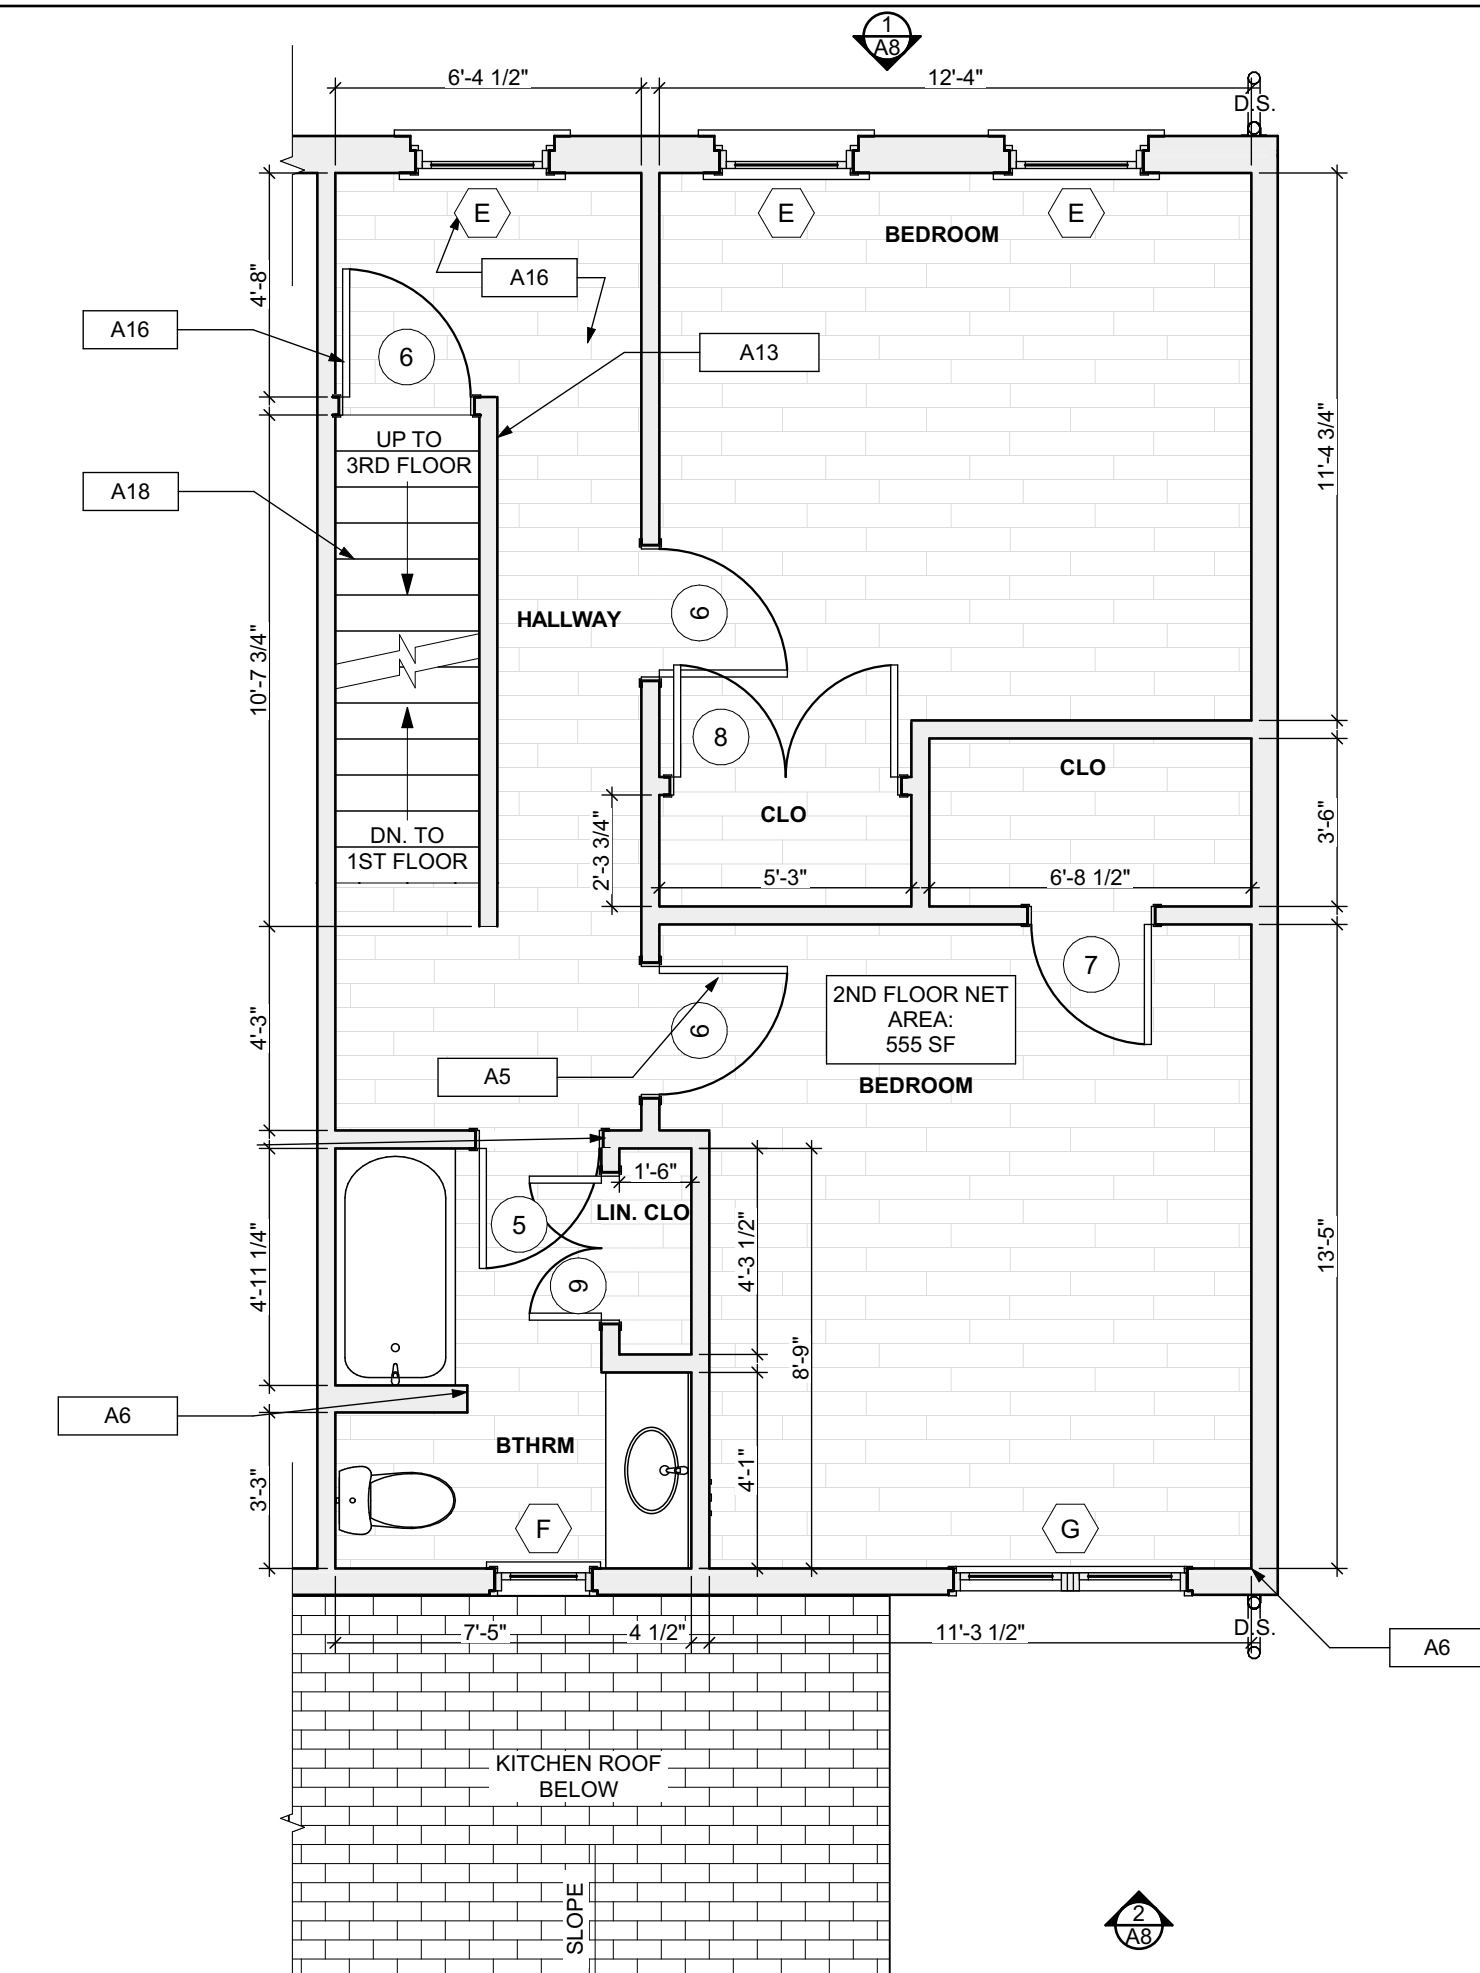 1
A8
6'-4 1/2"
12'-4"
D.S.
E
E
E
BEDROOM
A16
4'-8"
A16
6
A13
UP TO
3RD FLOOR
11'-4 3/4"
A18
6
HALLWAY
10'-7 3/4"
8
CLO
CLO
2'-3 3/4"
3'-6"
DN. TO
1ST FLOOR
5'-3"
6'-8 1/2"
7
2ND FLOOR NET
AREA:
555 SF
6
4'-3"
A5
BEDROOM
1'-6"
5
LIN. CLO
4'-11 1/4"
4'-3 1/2"
13'-5"
9
8'-9"
A6
BTHRM
4'-1"
3'-3"
F
G
7'-5"
4 1/2"
11'-3 1/2"
D.S.
A6
KITCHEN ROOF
BELOW
SLOPE
2
A8